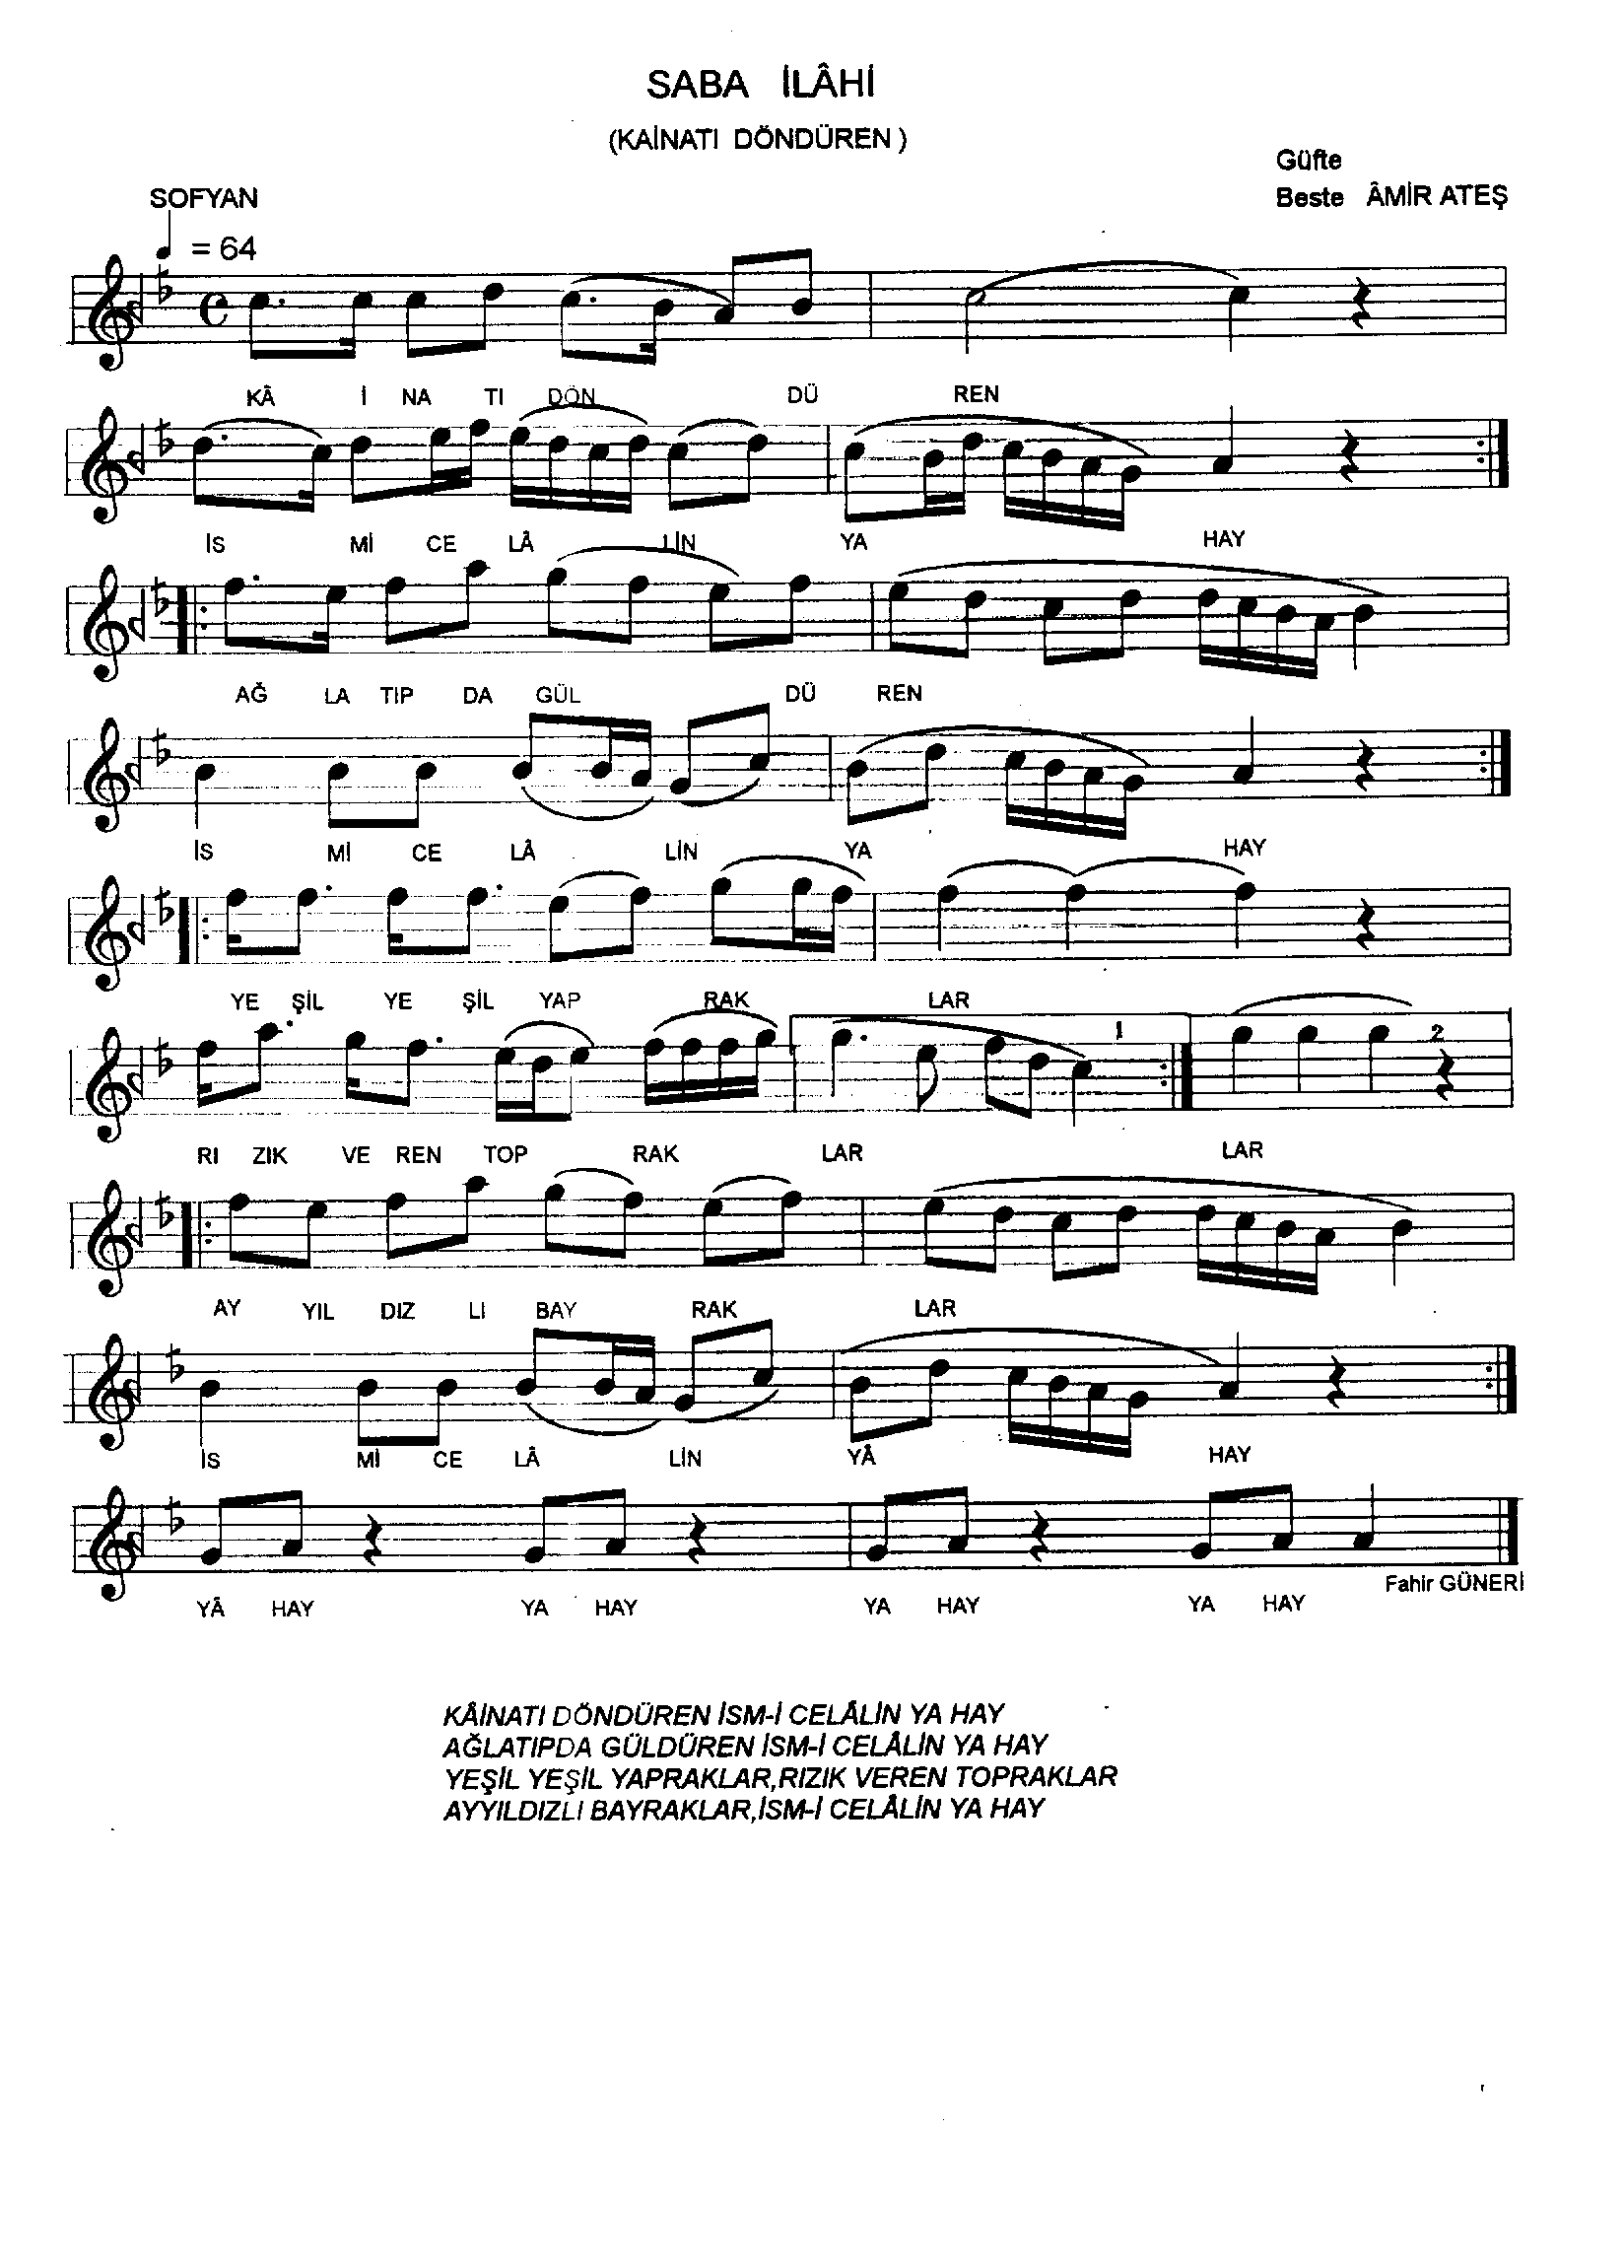 SABA İLÂHİ
(KAİNATI DÖNDÜREN )
Güfte
Beste ÂMİR ATEŞ
SOFYAN
= 64
KÂ İ NA TI DÖN DÜ REN
İS Mİ CE LÂ LİN YA HAY
AĞ LA TIP DA GÜL DÜ REN
İS Mİ CE LÂ LİN YA HAY
YE ŞİL YE ŞİL YAP RAK LAR
1 2
RI ZIK VE REN TOP RAK LAR LAR
AY YIL DIZ LI BAY RAK LAR
İS Mİ CE LÂ LİN YÂ HAY
Fahir GÜNERİ
YÂ HAY YA HAY YA HAY YA HAY
KÂİNATI DÖNDÜREN İSM-İ CELÂLİN YA HAY
AĞLATIPDA GÜLDÜREN İSM-İ CELÂLİN YA HAY
YEŞİL YEŞİL YAPRAKLAR,RIZIK VEREN TOPRAKLAR
AYYILDIZLI BAYRAKLAR,İSM-İ CELÂLİN YA HAY